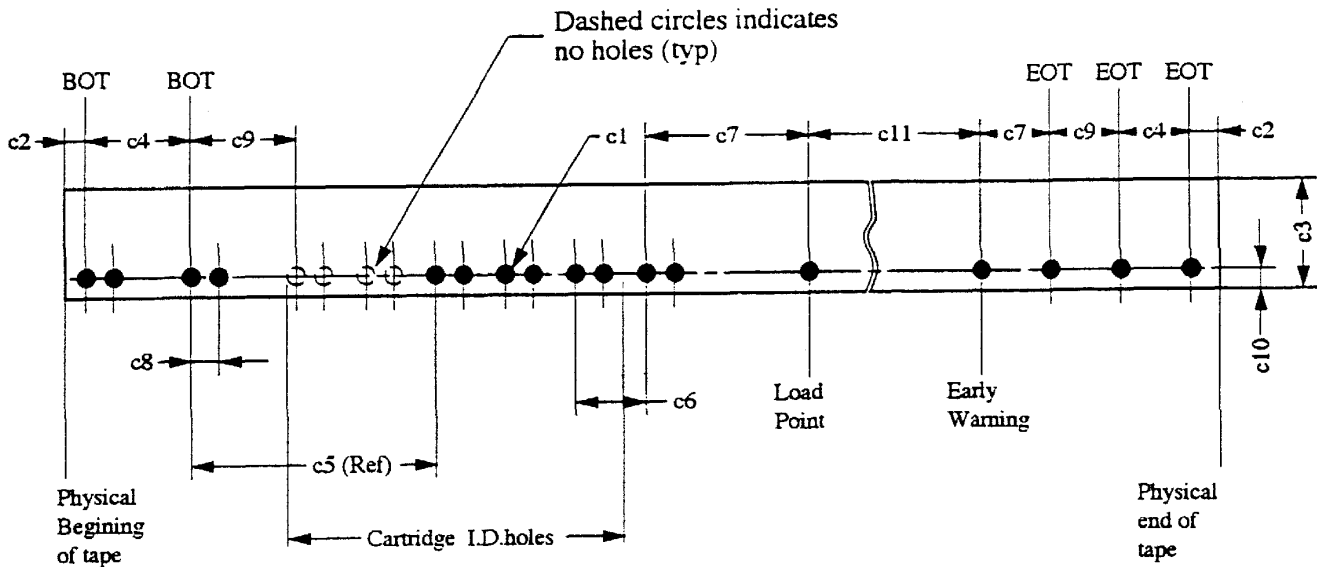 Dashed circles indicates
no holes (typ)
BOT
BOT
EOT
EOT
EOT
c2
c4
c9
c1
c7
c11
c7
c9
c4
c2
c3
c10
c8
c6
Load
Point
Early
Warning
c5 (Ref)
Physical
Begining
of tape
Cartridge I.D.holes
Physical
end of
tape